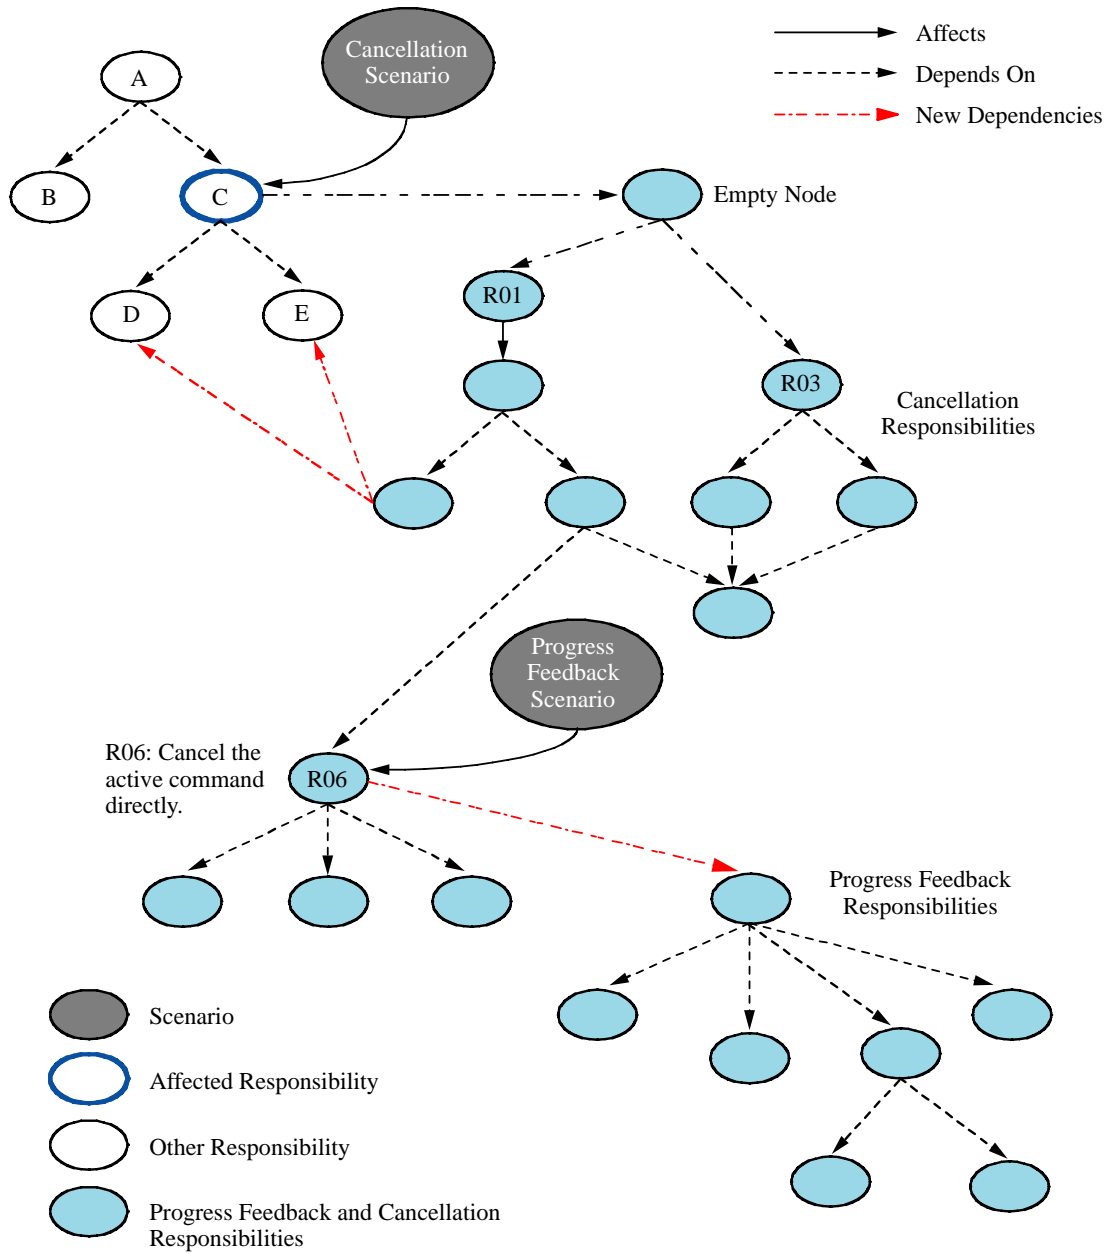 Cancellation
Scenario
Affects
Depends On
New Dependencies
A
B
C
Empty Node
D
E
R01
R03
Cancellation
Responsibilities
Progress
Feedback
Scenario
R06: Cancel the
active command
directly.
R06
Progress Feedback
Responsibilities
Scenario
Affected Responsibility
Other Responsibility
Progress Feedback and Cancellation
Responsibilities